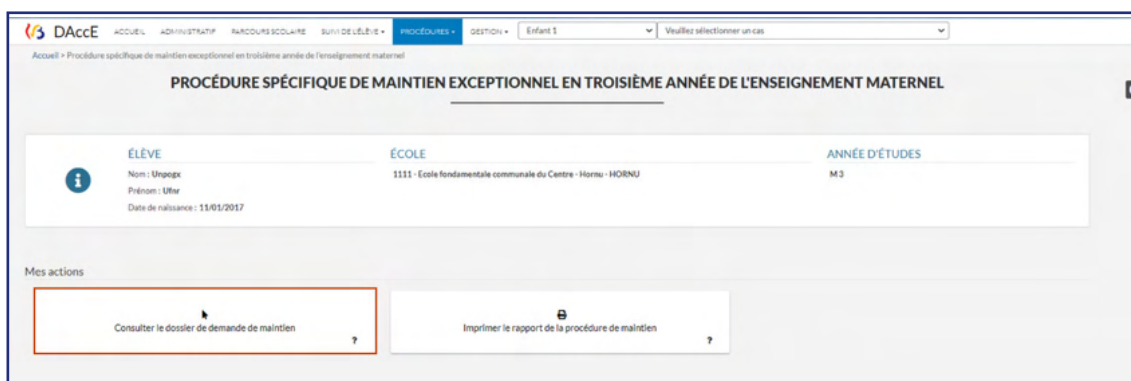 DAccE ACCUEIL ADMINISTRATIF PARCOURS SCOLAIRE SUIVI DE L'ÉLÈVE PROCÉDURES GESTION Enfant 1 Veuillez sélectionner un cas
Accueil > Procédure spécifique de maintien exceptionnel en troisième année de l'enseignement maternel
PROCÉDURE SPÉCIFIQUE DE MAINTIEN EXCEPTIONNEL EN TROISIÈME ANNÉE DE L'ENSEIGNEMENT MATERNEL
ÉLÈVE ÉCOLE ANNÉE D'ÉTUDES
Nom : Unpogx 1111 - Ecole fondamentale communale du Centre - Hornu - HORNU M3
Prénom : Ufnr
Date de naissance : 11/01/2017
Mes actions
Consulter le dossier de demande de maintien Imprimer le rapport de la procédure de maintien
? ?